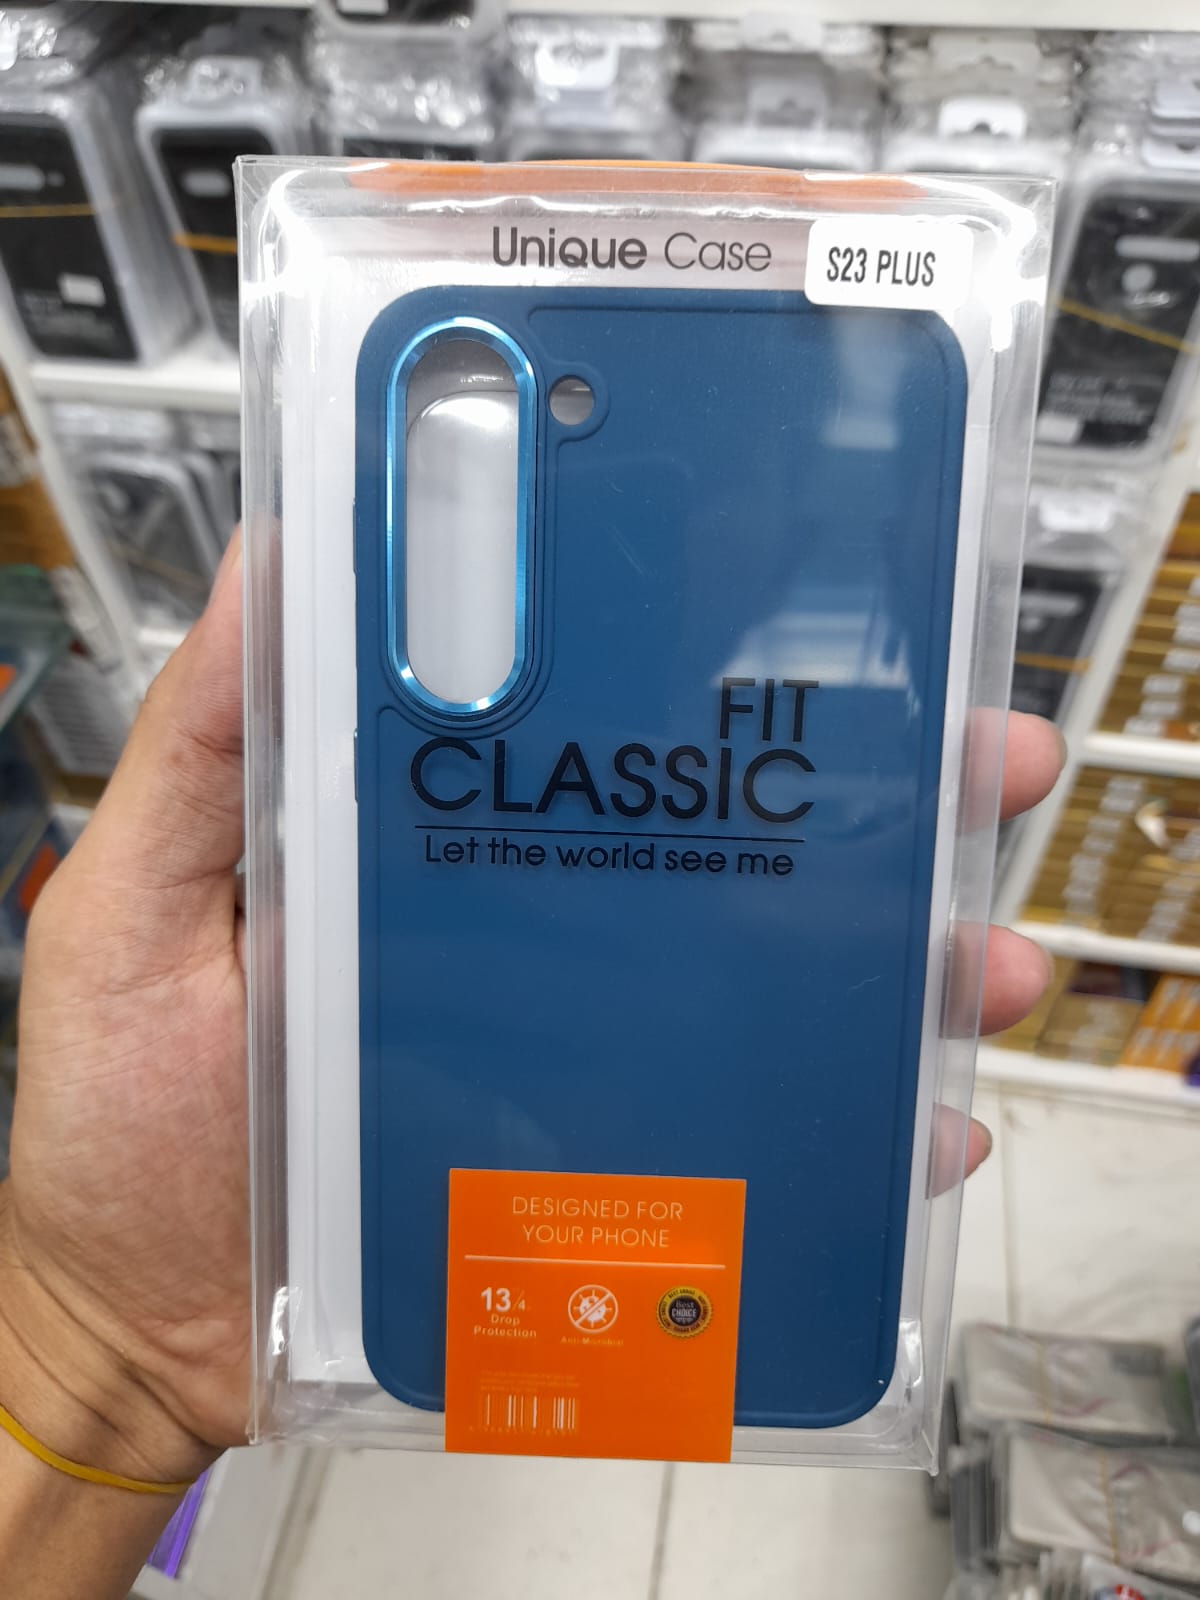 Unique Case
S23 PLUS
FIT
CLASSIC
Let the world see me
DESIGNED FOR
YOUR PHONE
13/4
Drop
Protection
Anti-Microbial
Best
CHOICE